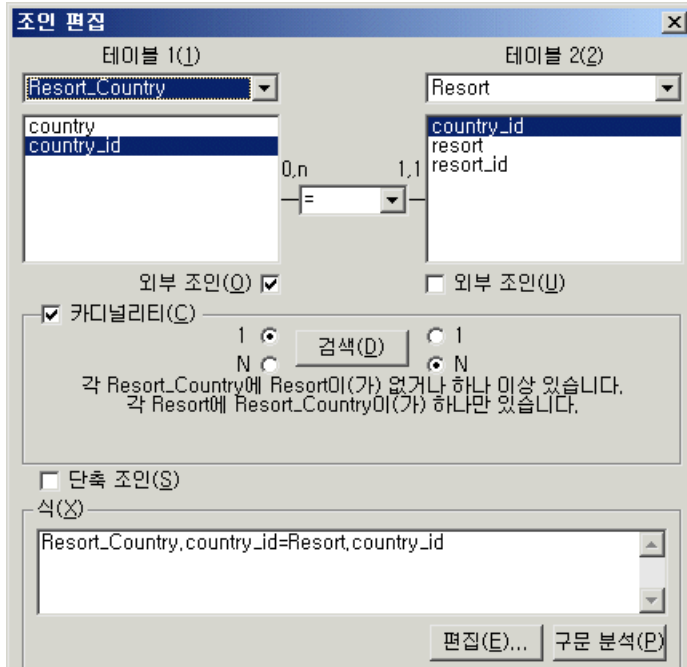 조인 편집
테이블 1(1) 테이블 2(2)
Resort_Country Resort
country country_id
country_id resort
resort_id
0,n 1,1
=
외부 조인(O) 외부 조인(U)
카디널리티(C)
1 검색(D) 1
N N
각 Resort_Country에 Resort이(가) 없거나 하나 이상 있습니다.
각 Resort에 Resort_Country이(가) 하나만 있습니다.
단축 조인(S)
식(X)
Resort_Country.country_id=Resort.country_id
편집(E)... 구문 분석(P)